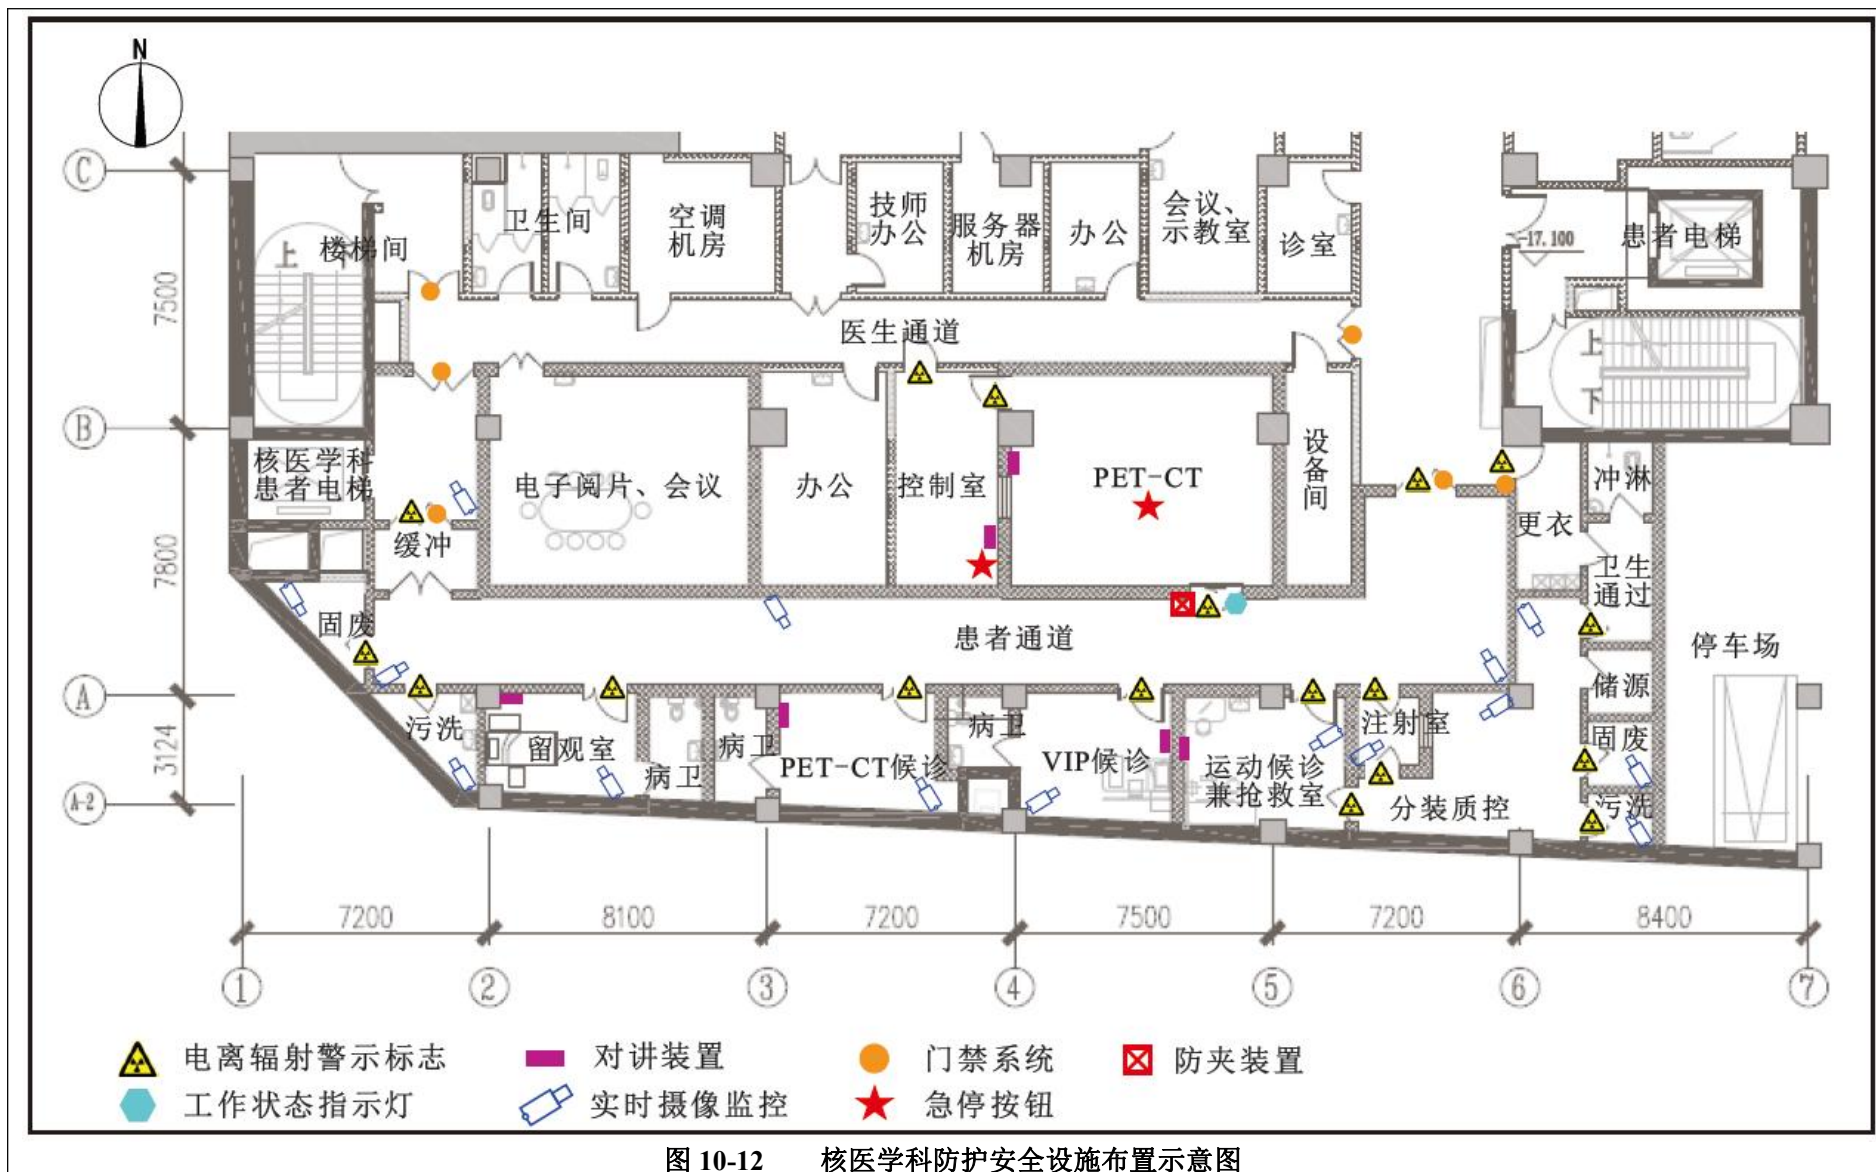 N
C
楼梯间
上
下
卫生间
空调
机房
技师
办公
服务器
机房
办公
会议、
示教室
诊室
-17.100
患者电梯
7500
医生通道
上
下
B
核医学科
患者电梯
电子阅片、会议
办公
控制室
PET-CT
设
备
间
冲淋
更衣
缓冲
卫生
通过
7800
固废
患者通道
停车场
储源
A
污洗
留观室
病卫
病卫
PET-CT候诊
病卫
VIP候诊
运动候诊
兼抢救室
注射室
分装质控
固废
污洗
3124
A-2
7200
8100
7200
7500
7200
8400
1
2
3
4
5
6
7
电离辐射警示标志
对讲装置
门禁系统
防夹装置
工作状态指示灯
实时摄像监控
急停按钮
图 10-12 核医学科防护安全设施布置示意图